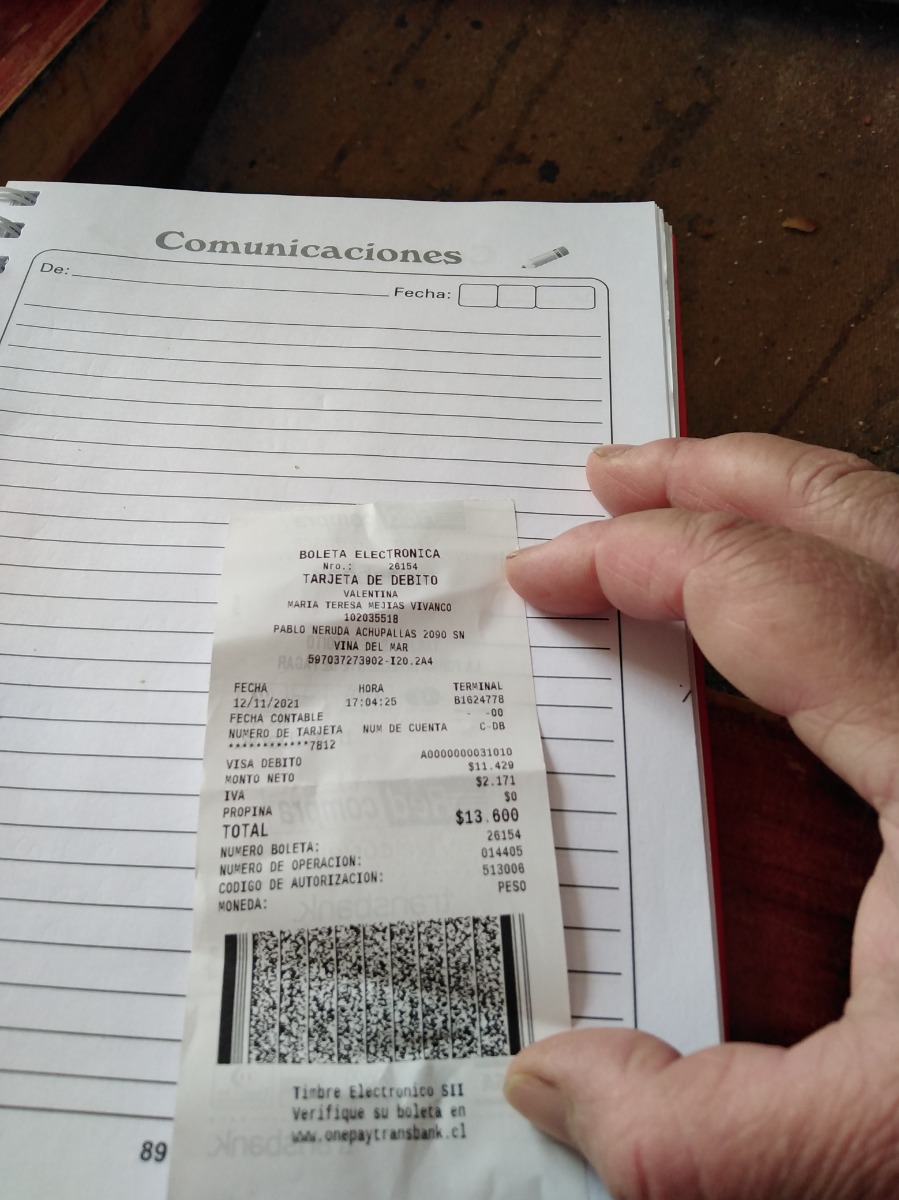 Comunicaciones
De: Fecha:
BOLETA ELECTRONICA
Nro.: 26154
TARJETA DE DEBITO
VALENTINA
MARIA TERESA MEJIAS VIVANCO
102035518
PABLO NERUDA ACHUPALLAS 2090 SN
VINA DEL MAR
597037273902-I20.2A4
FECHA HORA TERMINAL
12/11/2021 17:04:25 B1624778
FECHA CONTABLE - -00
NUMERO DE TARJETA NUM DE CUENTA C-DB
************7812
VISA DEBITO A0000000031010
MONTO NETO $11.429
IVA $2.171
PROPINA $0
TOTAL $13.600
NUMERO BOLETA: 26154
NUMERO DE OPERACION: 014405
CODIGO DE AUTORIZACION: 513006
MONEDA: PESO
Timbre Electronico SII
Verifique su boleta en
www.onepaytransbank.cl
89